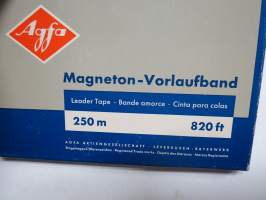 Agfa
Magneton-Vorlaufband
Leader Tape - Bande amorce - Cinta para colas
250 m 820 ft
AGFA AKTIENGESELLSCHAFT · LEVERKUSEN - BAYERWERK